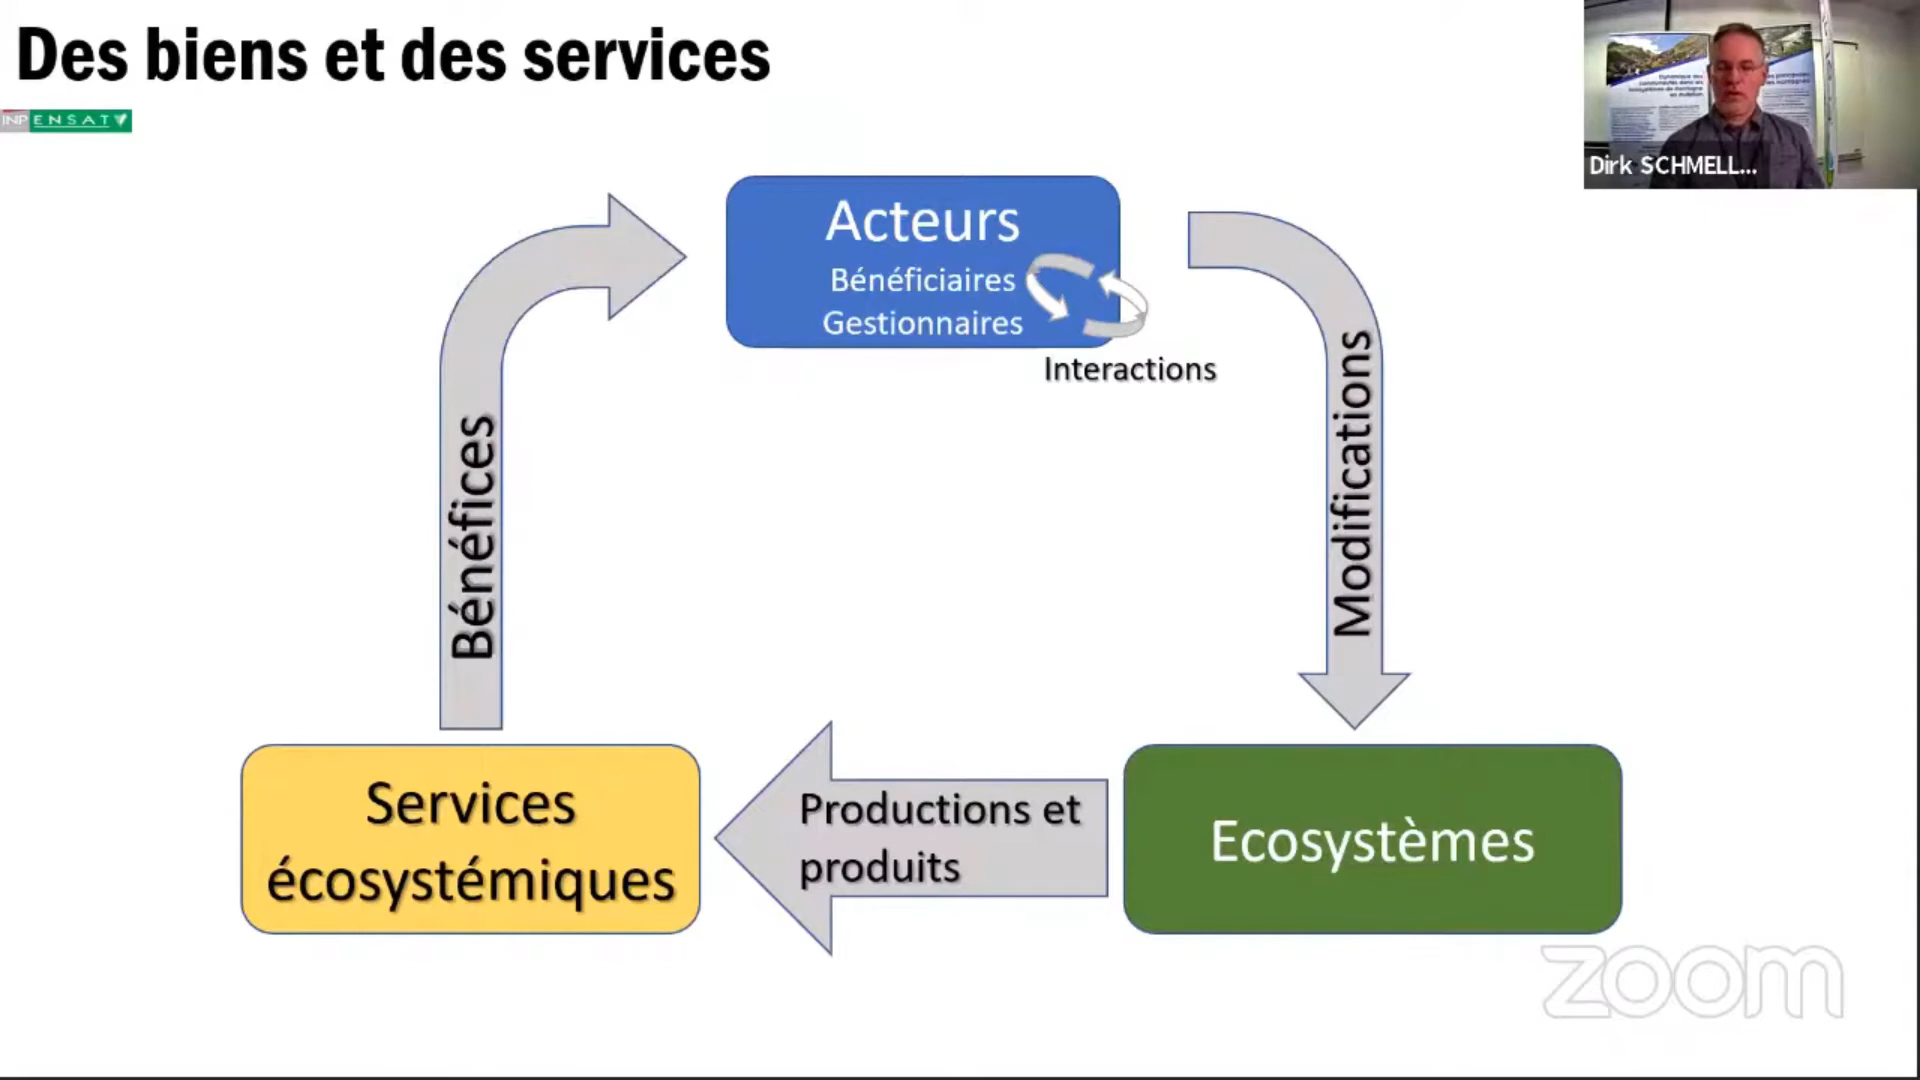 Des biens et des services
INP ENSAT
Dirk SCHMELL...
Acteurs
Bénéficiaires
Gestionnaires
Interactions
Bénéfices
Modifications
Services
écosystémiques
Productions et
produits
Ecosystèmes
zoom